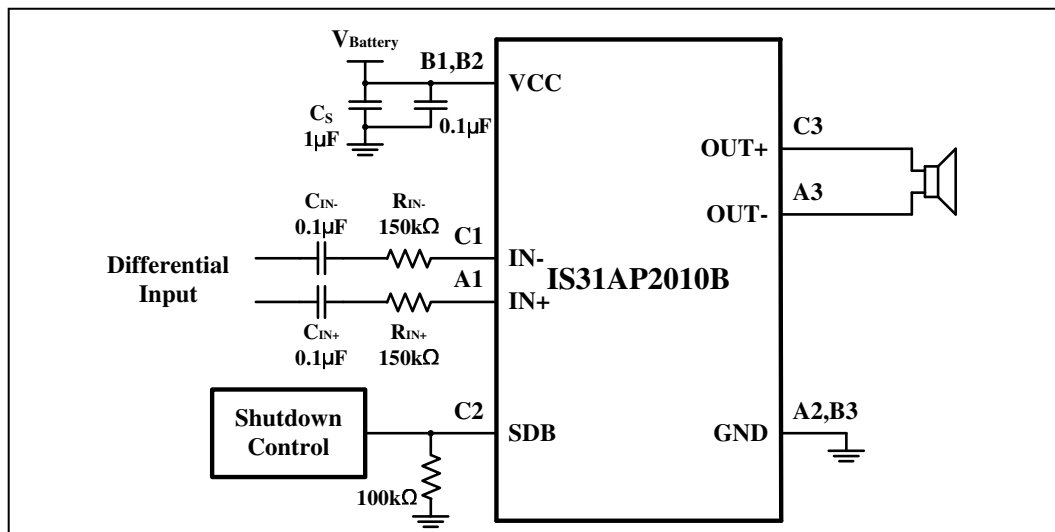 VBattery
B1,B2
VCC
CS
1µF
0.1µF
C3
OUT+
A3
OUT-
CIN-
0.1µF
RIN-
150kΩ
C1
IN-
Differential
Input
A1
IN+
IS31AP2010B
CIN+
0.1µF
RIN+
150kΩ
Shutdown
Control
C2
SDB
100kΩ
A2,B3
GND